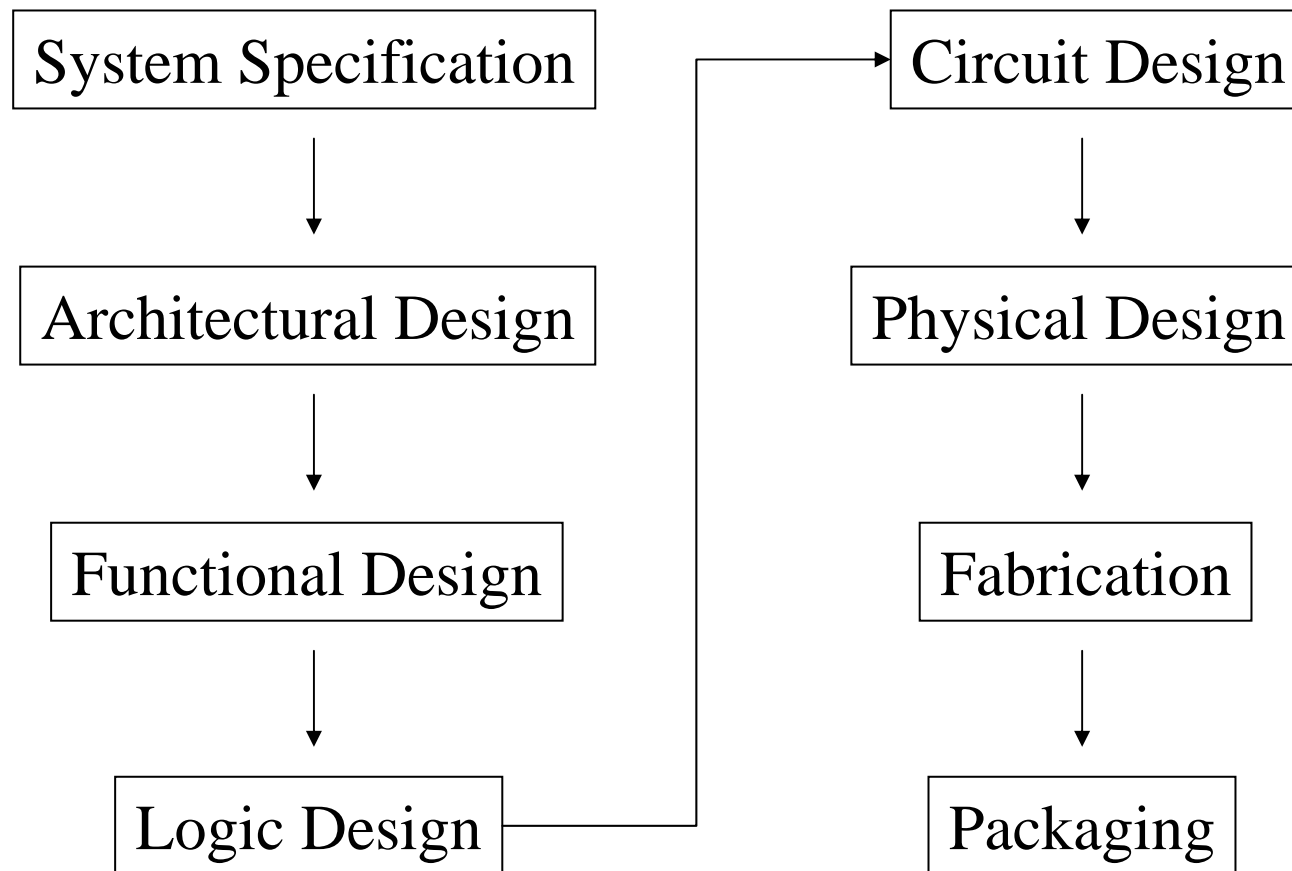 System Specification
Architectural Design
Functional Design
Logic Design
Circuit Design
Physical Design
Fabrication
Packaging